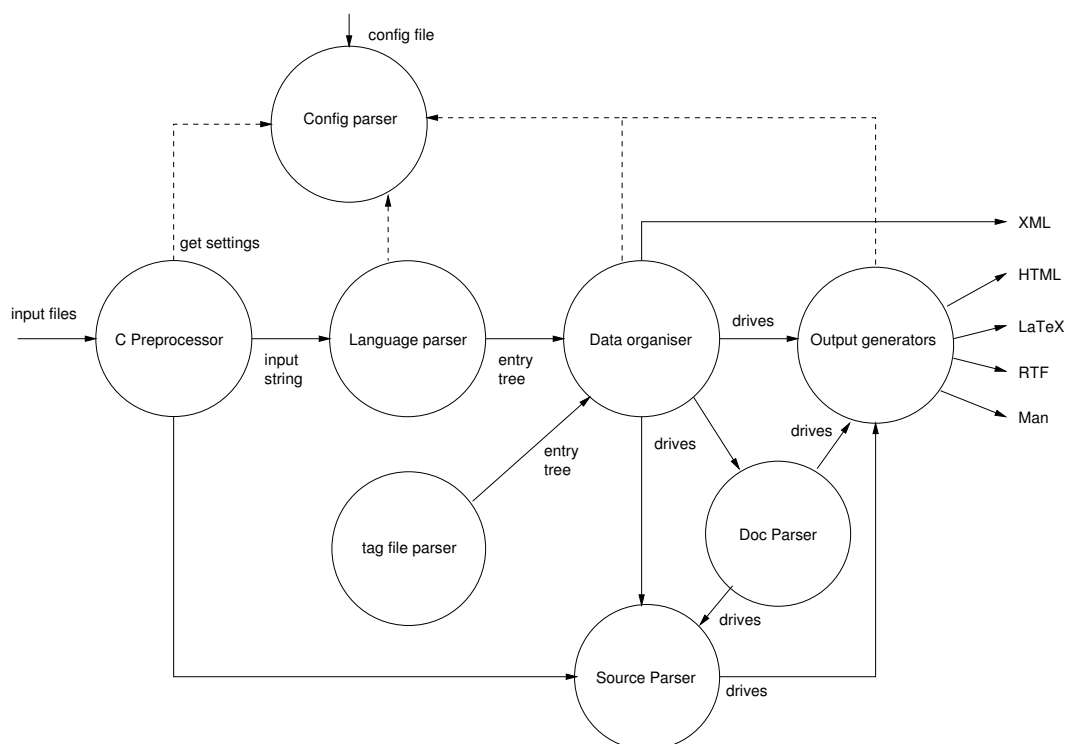 config file
Config parser
get settings
XML
HTML
input files
drives
LaTeX
C Preprocessor
Language parser
Data organiser
Output generators
input
string
entry
tree
RTF
Man
drives
drives
entry
tree
tag file parser
Doc Parser
drives
Source Parser
drives